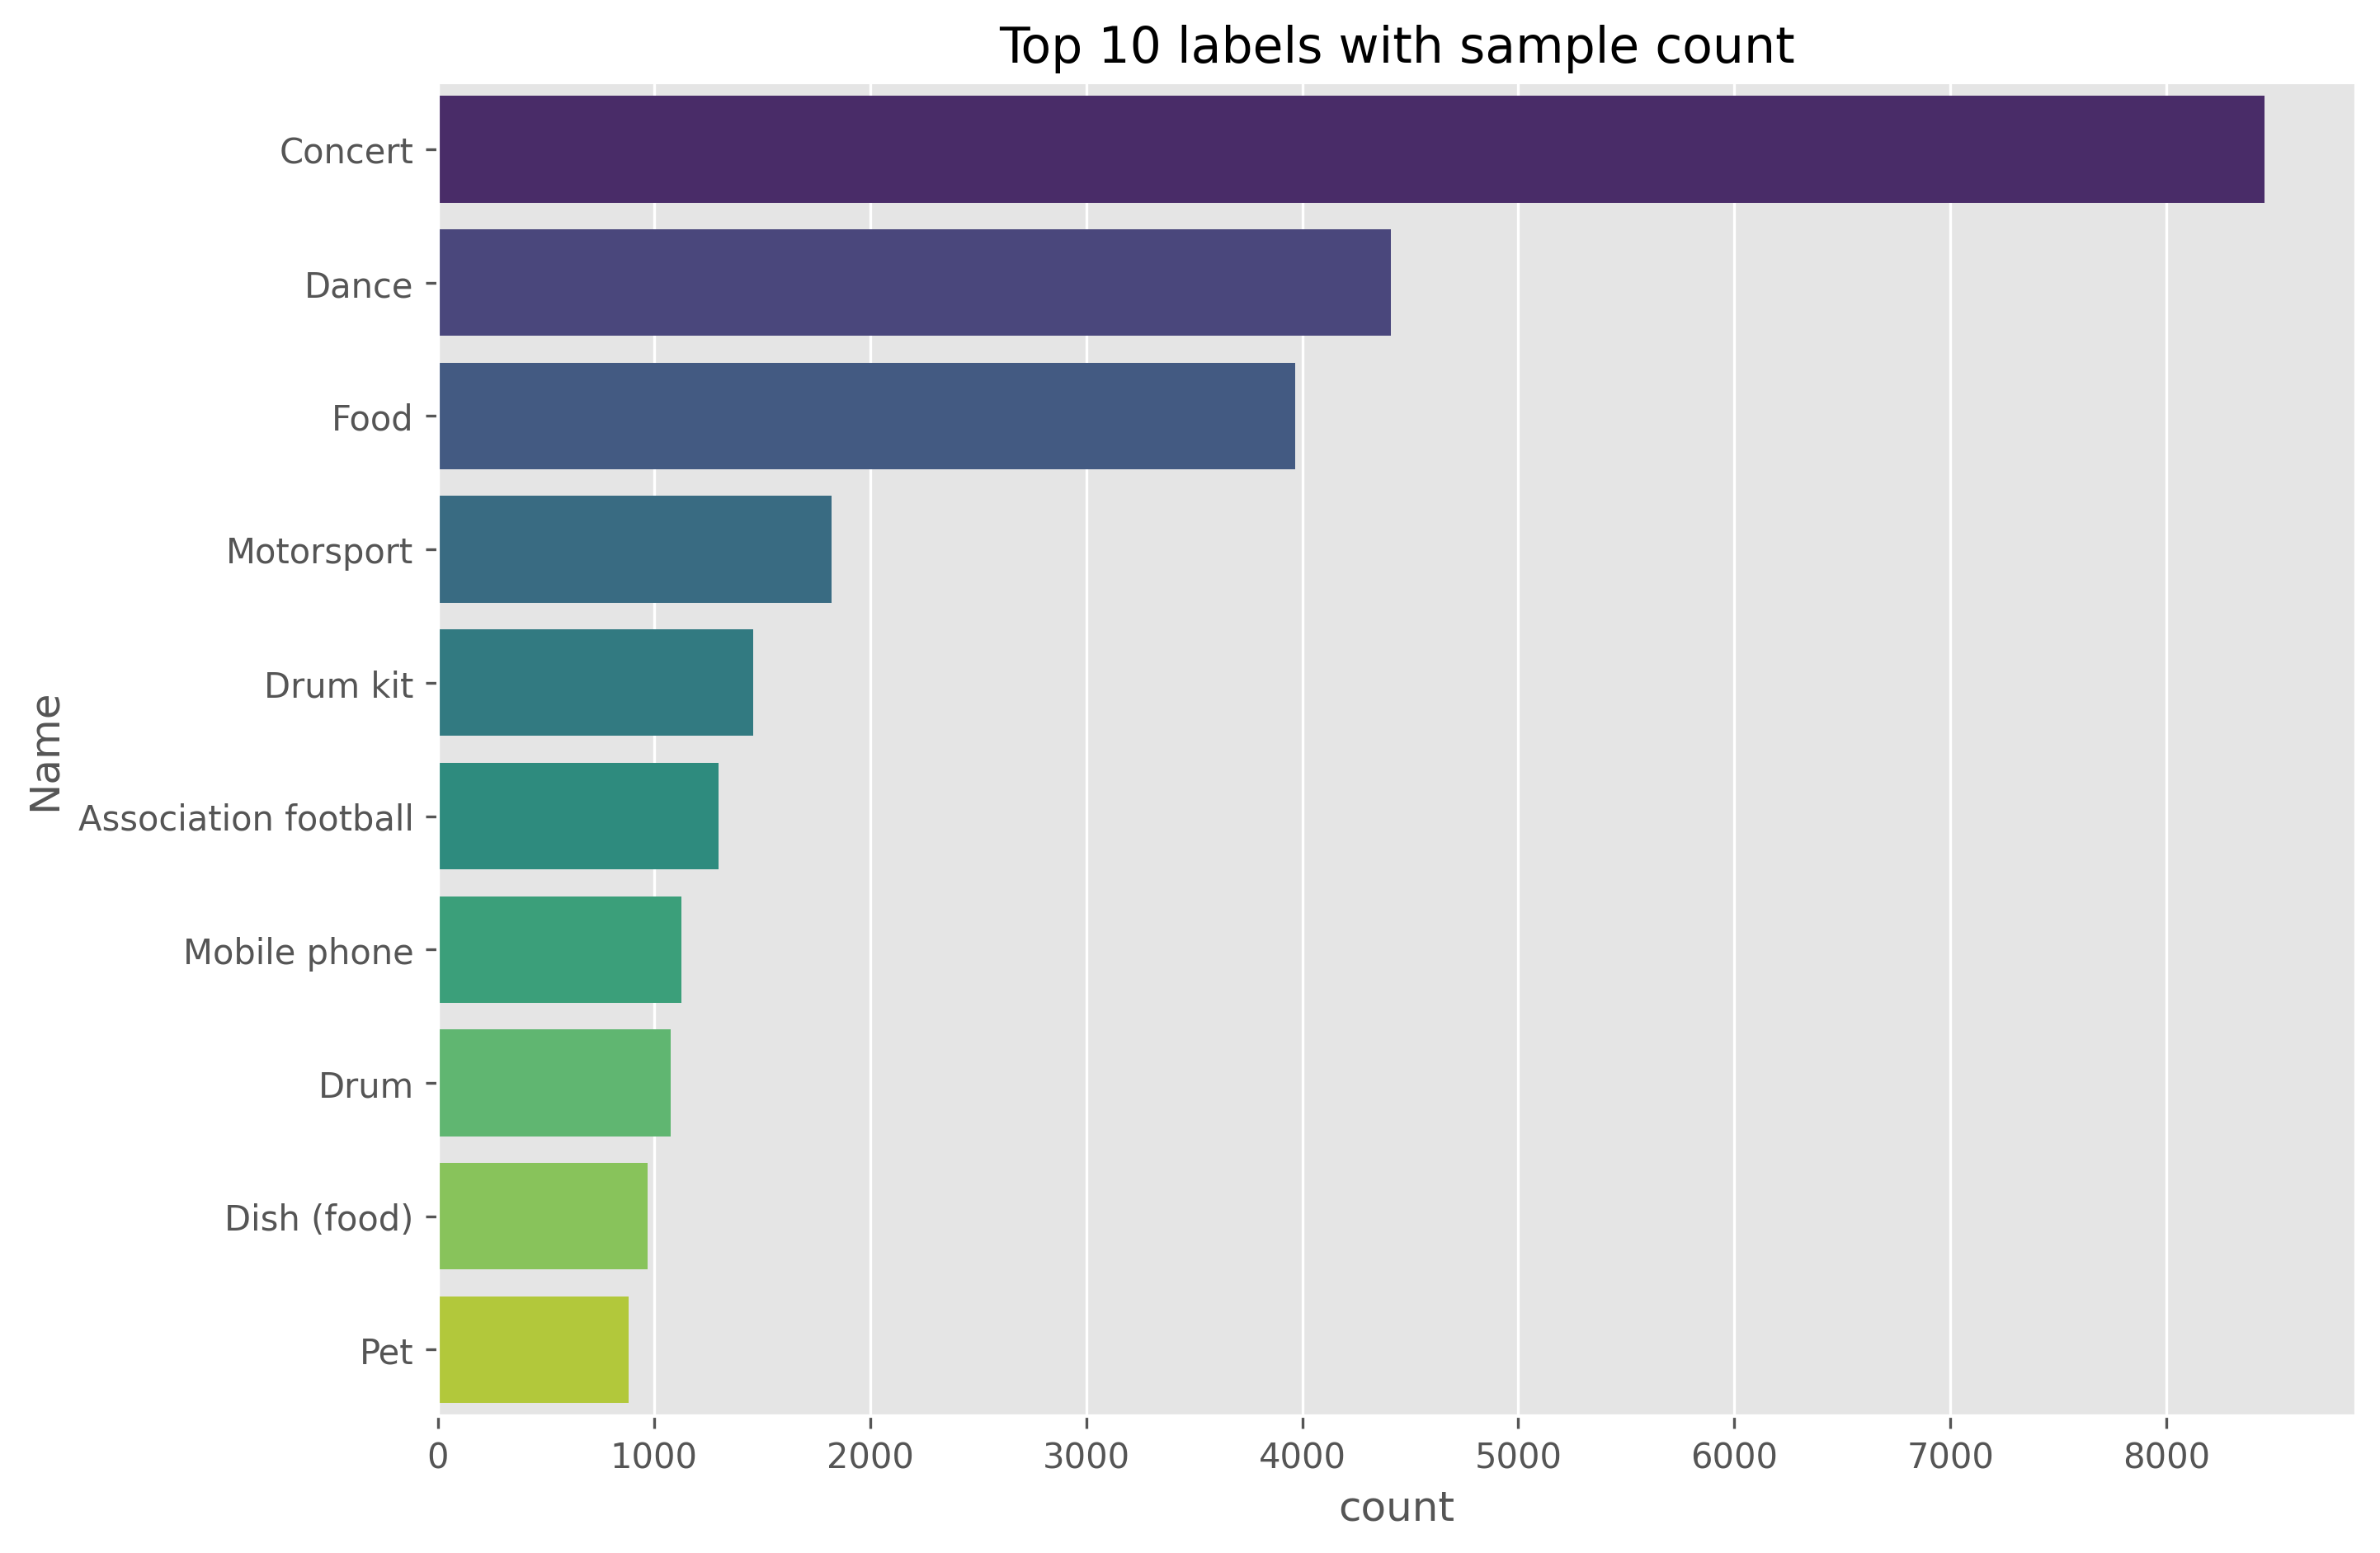 Top 10 labels with sample count
Concert
Dance
Food
Motorsport
Drum kit
Association football
Mobile phone
Drum
Dish (food)
Pet
Name
0 1000 2000 3000 4000 5000 6000 7000 8000
count